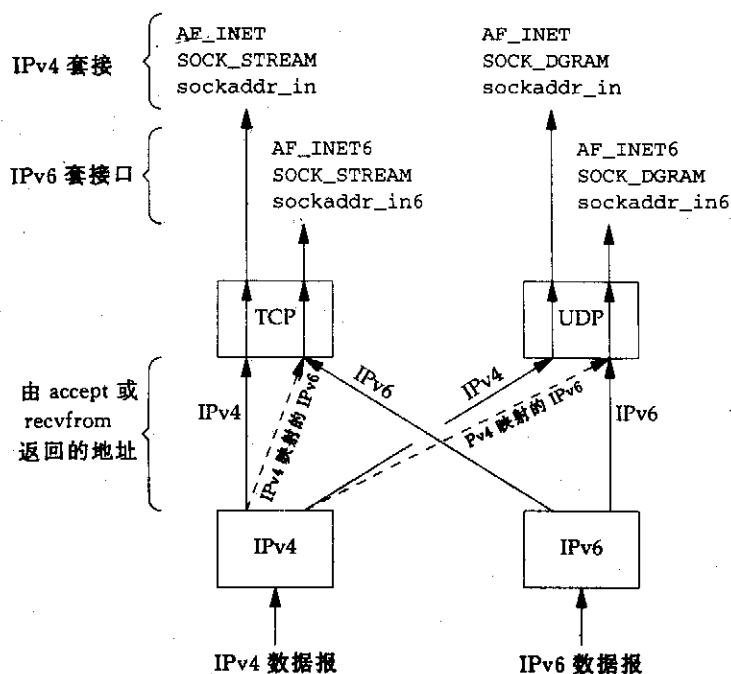 AF_INET
SOCK_STREAM
sockaddr_in
AF_INET
SOCK_DGRAM
sockaddr_in
IPv4 套接
AF_INET6
SOCK_STREAM
sockaddr_in6
AF_INET6
SOCK_DGRAM
sockaddr_in6
IPv6 套接口
TCP
UDP
由 accept 或
recvfrom
返回的地址
IPv4
IPv4 映射的 IPv6
IPv6
IPv4
Pv4 映射的 IPv6
IPv6
IPv4
IPv6
IPv4 数据报
IPv6 数据报